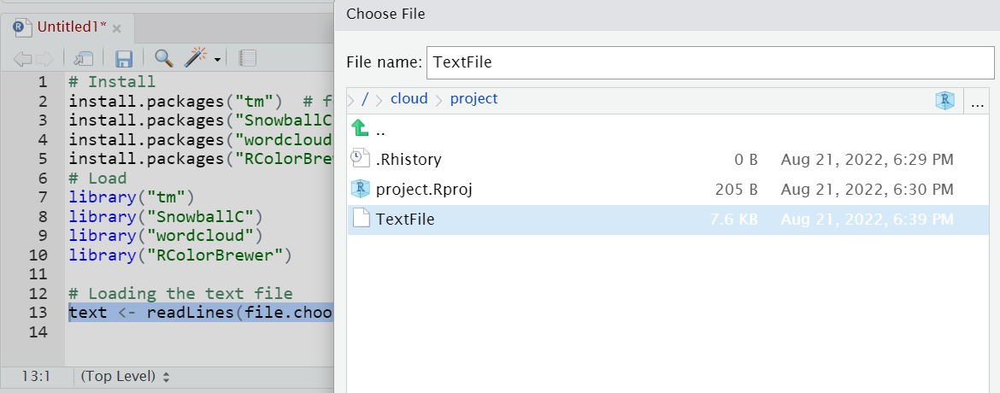 Untitled1*
1 # Install
2 install.packages("tm") # f
3 install.packages("SnowballC
4 install.packages("wordcloud
5 install.packages("RColorBrew
6 # Load
7 library("tm")
8 library("SnowballC")
9 library("wordcloud")
10 library("RColorBrewer")
11
12 # Loading the text file
13 text <- readLines(file.choo
14
13:1 (Top Level)
Choose File
File name: TextFile
/ cloud project ...
..
.Rhistory 0 B Aug 21, 2022, 6:29 PM
project.Rproj 205 B Aug 21, 2022, 6:30 PM
TextFile 7.6 KB Aug 21, 2022, 6:39 PM